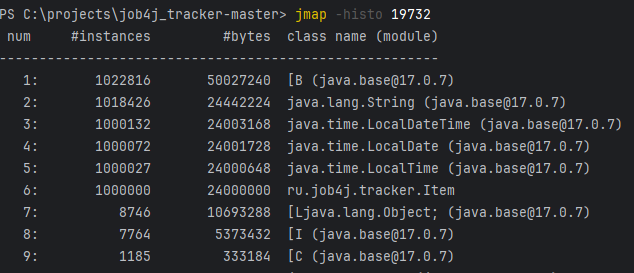 PS C:\projects\job4j_tracker-master> jmap -histo 19732
num #instances #bytes class name (module)
-------------------------------------------------------
1: 1022816 50027240 [B (java.base@17.0.7)
2: 1018426 24442224 java.lang.String (java.base@17.0.7)
3: 1000132 24003168 java.time.LocalDateTime (java.base@17.0.7)
4: 1000072 24001728 java.time.LocalDate (java.base@17.0.7)
5: 1000027 24000648 java.time.LocalTime (java.base@17.0.7)
6: 1000000 24000000 ru.job4j.tracker.Item
7: 8746 10693288 [Ljava.lang.Object; (java.base@17.0.7)
8: 7764 5373432 [I (java.base@17.0.7)
9: 1185 333184 [C (java.base@17.0.7)